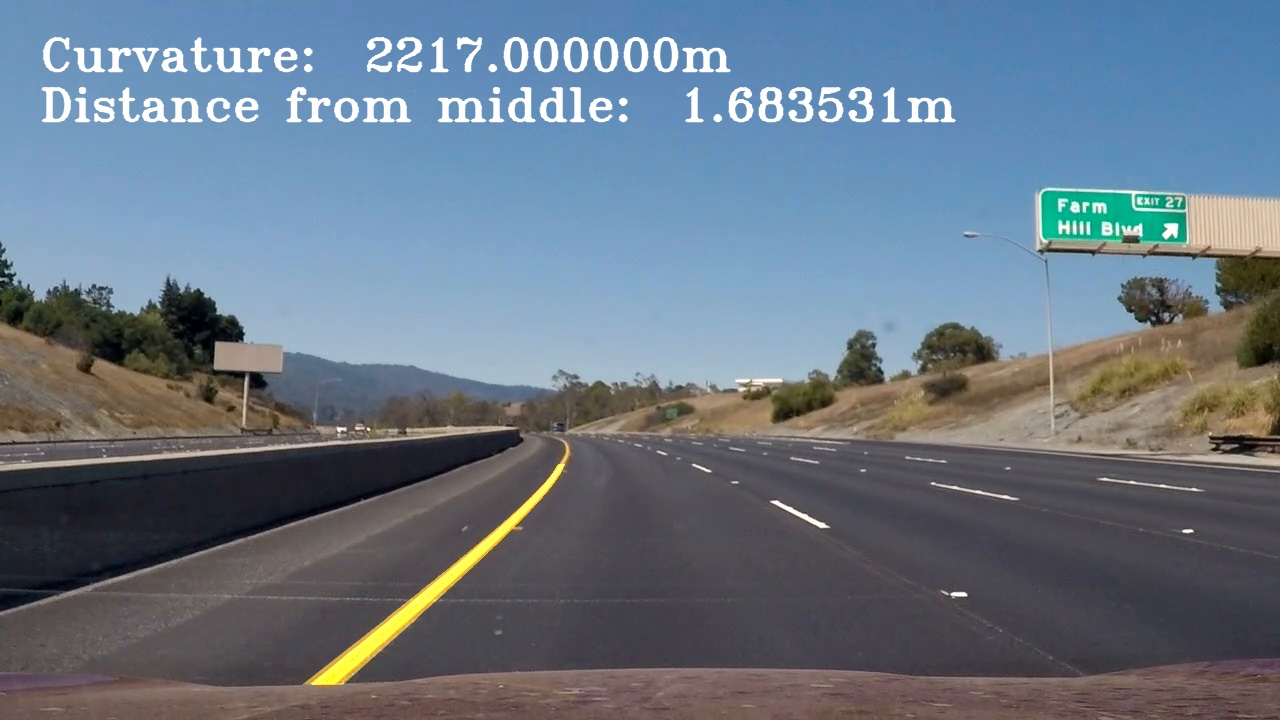 Curvature: 2217.000000m
Distance from middle: 1.683531m
EXIT 27
Farm
Hill Blvd